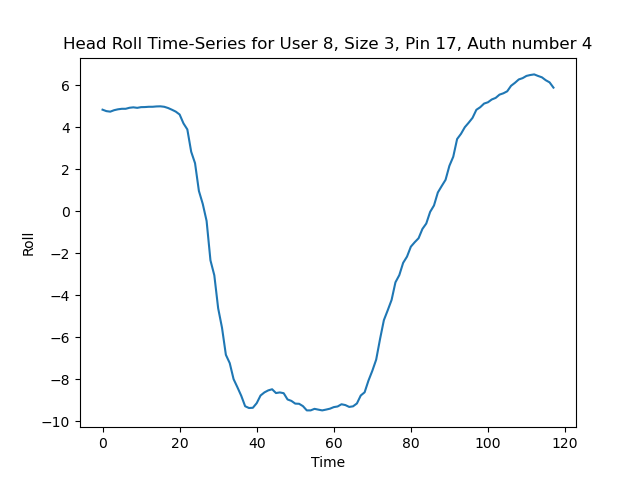 Head Roll Time-Series for User 8, Size 3, Pin 17, Auth number 4
6
4
2
0
−2
−4
−6
−8
−10
Roll
0 20 40 60 80 100 120
Time